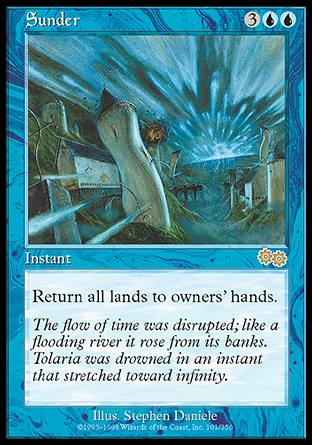 Sunder 3
Instant
Return all lands to owners' hands.
The flow of time was disrupted; like a
flooding river it rose from its banks.
Tolaria was drowned in an instant
that stretched toward infinity.
Illus. Stephen Daniele
©1993-1998 Wizards of the Coast, Inc. 101/350